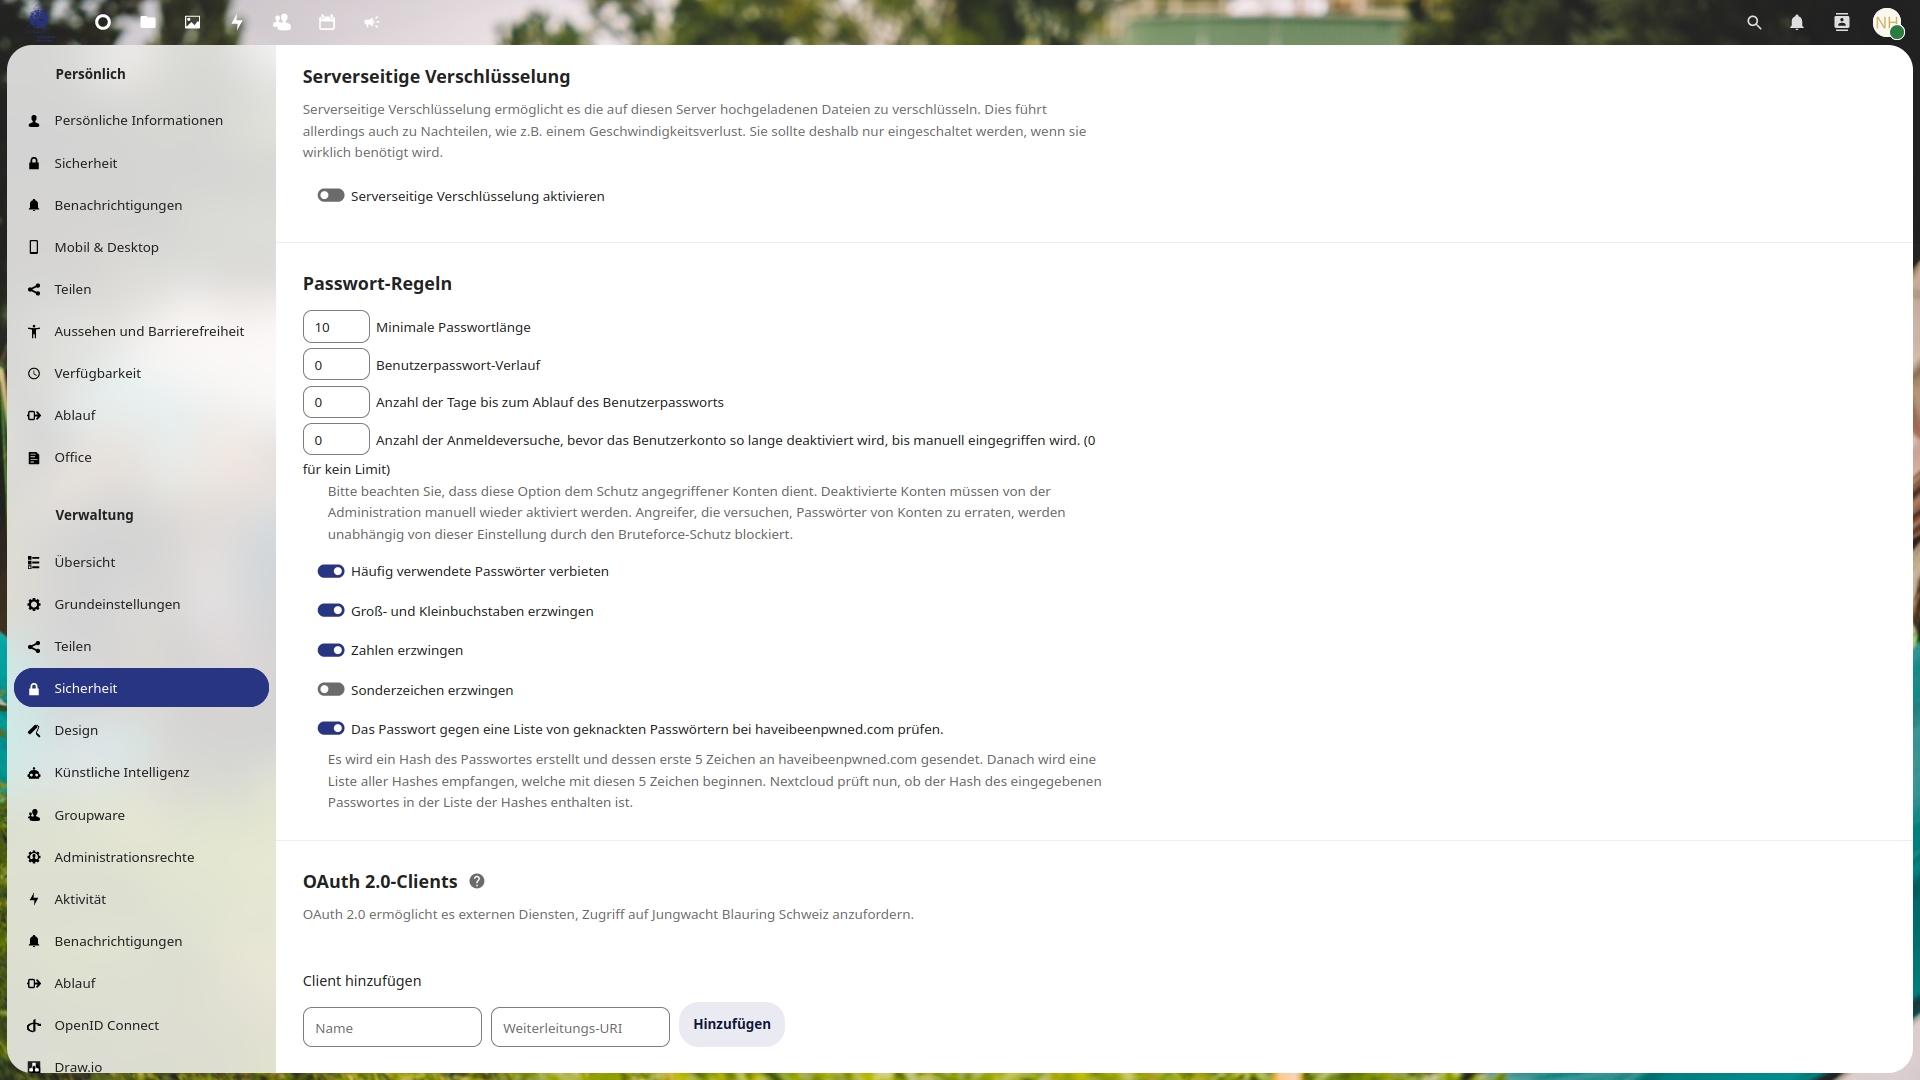 NH
Persönlich
Persönliche Informationen
Sicherheit
Benachrichtigungen
Mobil & Desktop
Teilen
Aussehen und Barrierefreiheit
Verfügbarkeit
Ablauf
Office
Verwaltung
Übersicht
Grundeinstellungen
Teilen
Sicherheit
Design
Künstliche Intelligenz
Groupware
Administrationsrechte
Aktivität
Benachrichtigungen
Ablauf
OpenID Connect
Draw.io
Serverseitige Verschlüsselung
Serverseitige Verschlüsselung ermöglicht es die auf diesen Server hochgeladenen Dateien zu verschlüsseln. Dies führt
allerdings auch zu Nachteilen, wie z.B. einem Geschwindigkeitsverlust. Sie sollte deshalb nur eingeschaltet werden, wenn sie
wirklich benötigt wird.
Serverseitige Verschlüsselung aktivieren
Passwort-Regeln
10 Minimale Passwortlänge
0 Benutzerpasswort-Verlauf
0 Anzahl der Tage bis zum Ablauf des Benutzerpassworts
0 Anzahl der Anmeldeversuche, bevor das Benutzerkonto so lange deaktiviert wird, bis manuell eingegriffen wird. (0
für kein Limit)
Bitte beachten Sie, dass diese Option dem Schutz angegriffener Konten dient. Deaktivierte Konten müssen von der
Administration manuell wieder aktiviert werden. Angreifer, die versuchen, Passwörter von Konten zu erraten, werden
unabhängig von dieser Einstellung durch den Bruteforce-Schutz blockiert.
Häufig verwendete Passwörter verbieten
Groß- und Kleinbuchstaben erzwingen
Zahlen erzwingen
Sonderzeichen erzwingen
Das Passwort gegen eine Liste von geknackten Passwörtern bei haveibeenpwned.com prüfen.
Es wird ein Hash des Passwortes erstellt und dessen erste 5 Zeichen an haveibeenpwned.com gesendet. Danach wird eine
Liste aller Hashes empfangen, welche mit diesen 5 Zeichen beginnen. Nextcloud prüft nun, ob der Hash des eingegebenen
Passwortes in der Liste der Hashes enthalten ist.
OAuth 2.0-Clients ?
OAuth 2.0 ermöglicht es externen Diensten, Zugriff auf Jungwacht Blauring Schweiz anzufordern.
Client hinzufügen
Name Weiterleitungs-URI Hinzufügen